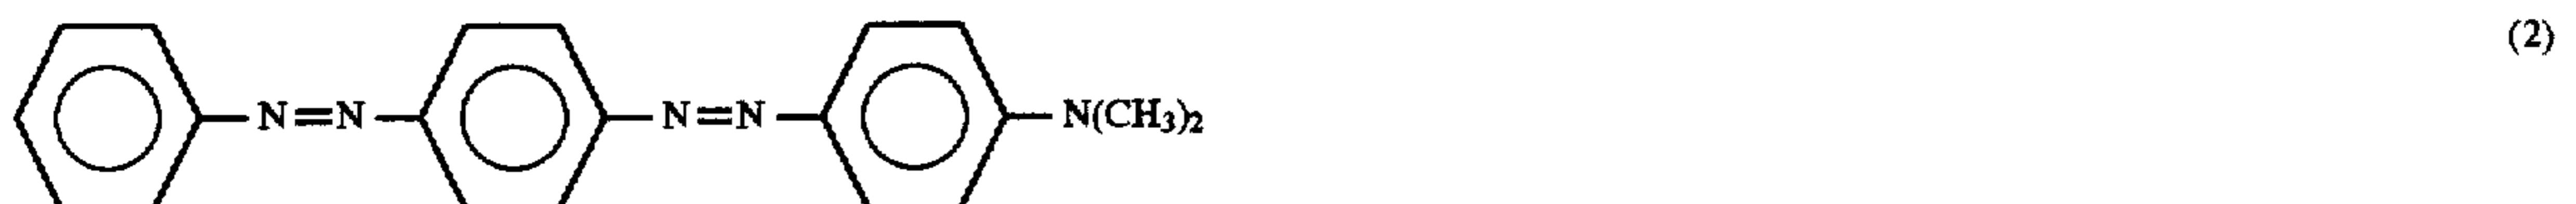 N=N N=N N(CH₃)₂ (2)